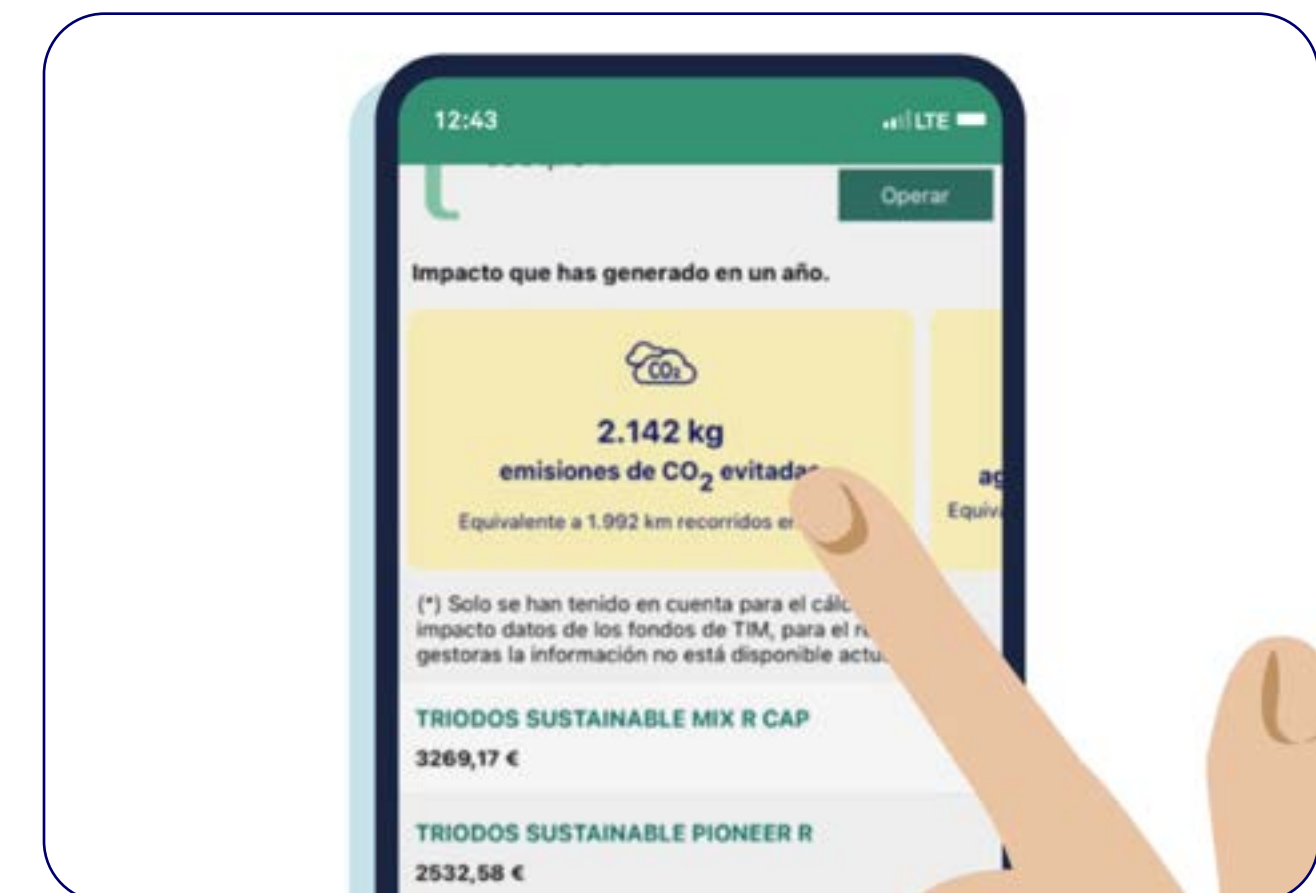 12:43 LTE
Operar
Impacto que has generado en un año.
CO₂
2.142 kg
emisiones de CO₂ evitadas
Equivalente a 1.992 km recorridos
Equiv
(*) Solo se han tenido en cuenta para el
impacto datos de los fondos de TIM, para el
gestoras la información no está disponible
TRIODOS SUSTAINABLE MIX R CAP
3269,17 €
TRIODOS SUSTAINABLE PIONEER R
2532,58 €